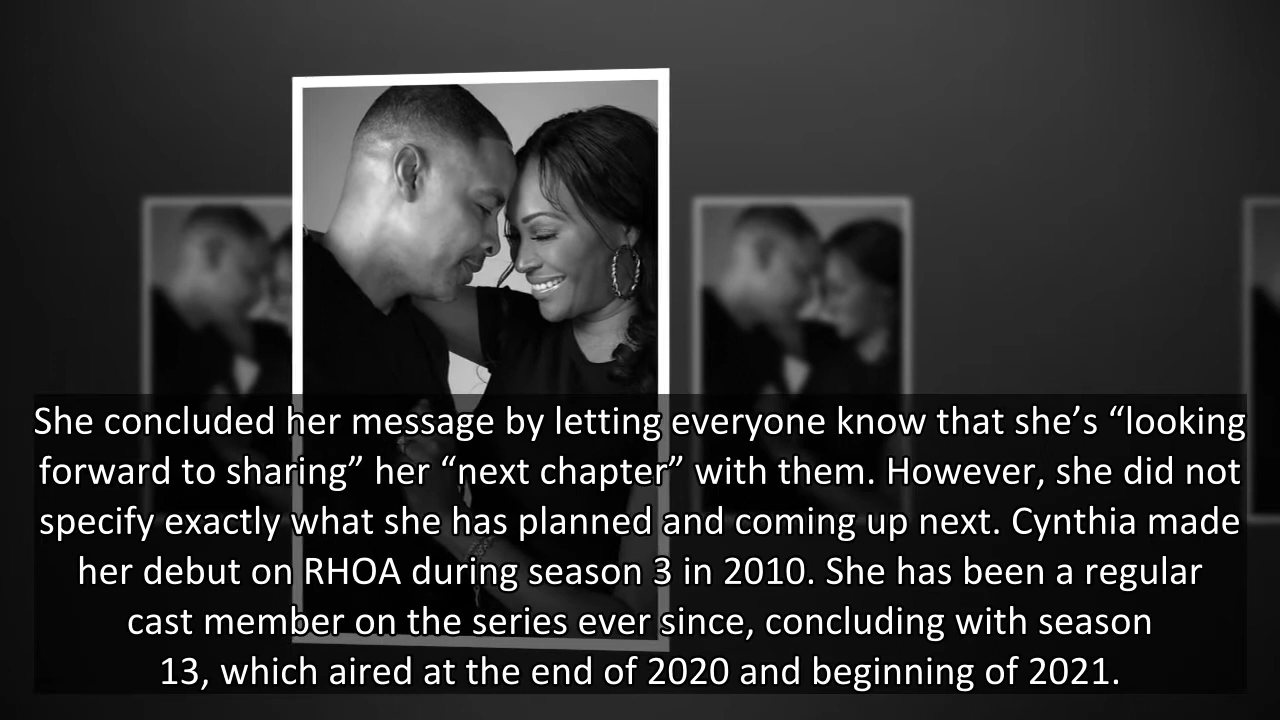 She concluded her message by letting everyone know that she’s “looking
forward to sharing” her “next chapter” with them. However, she did not
specify exactly what she has planned and coming up next. Cynthia made
her debut on RHOA during season 3 in 2010. She has been a regular
cast member on the series ever since, concluding with season
13, which aired at the end of 2020 and beginning of 2021.